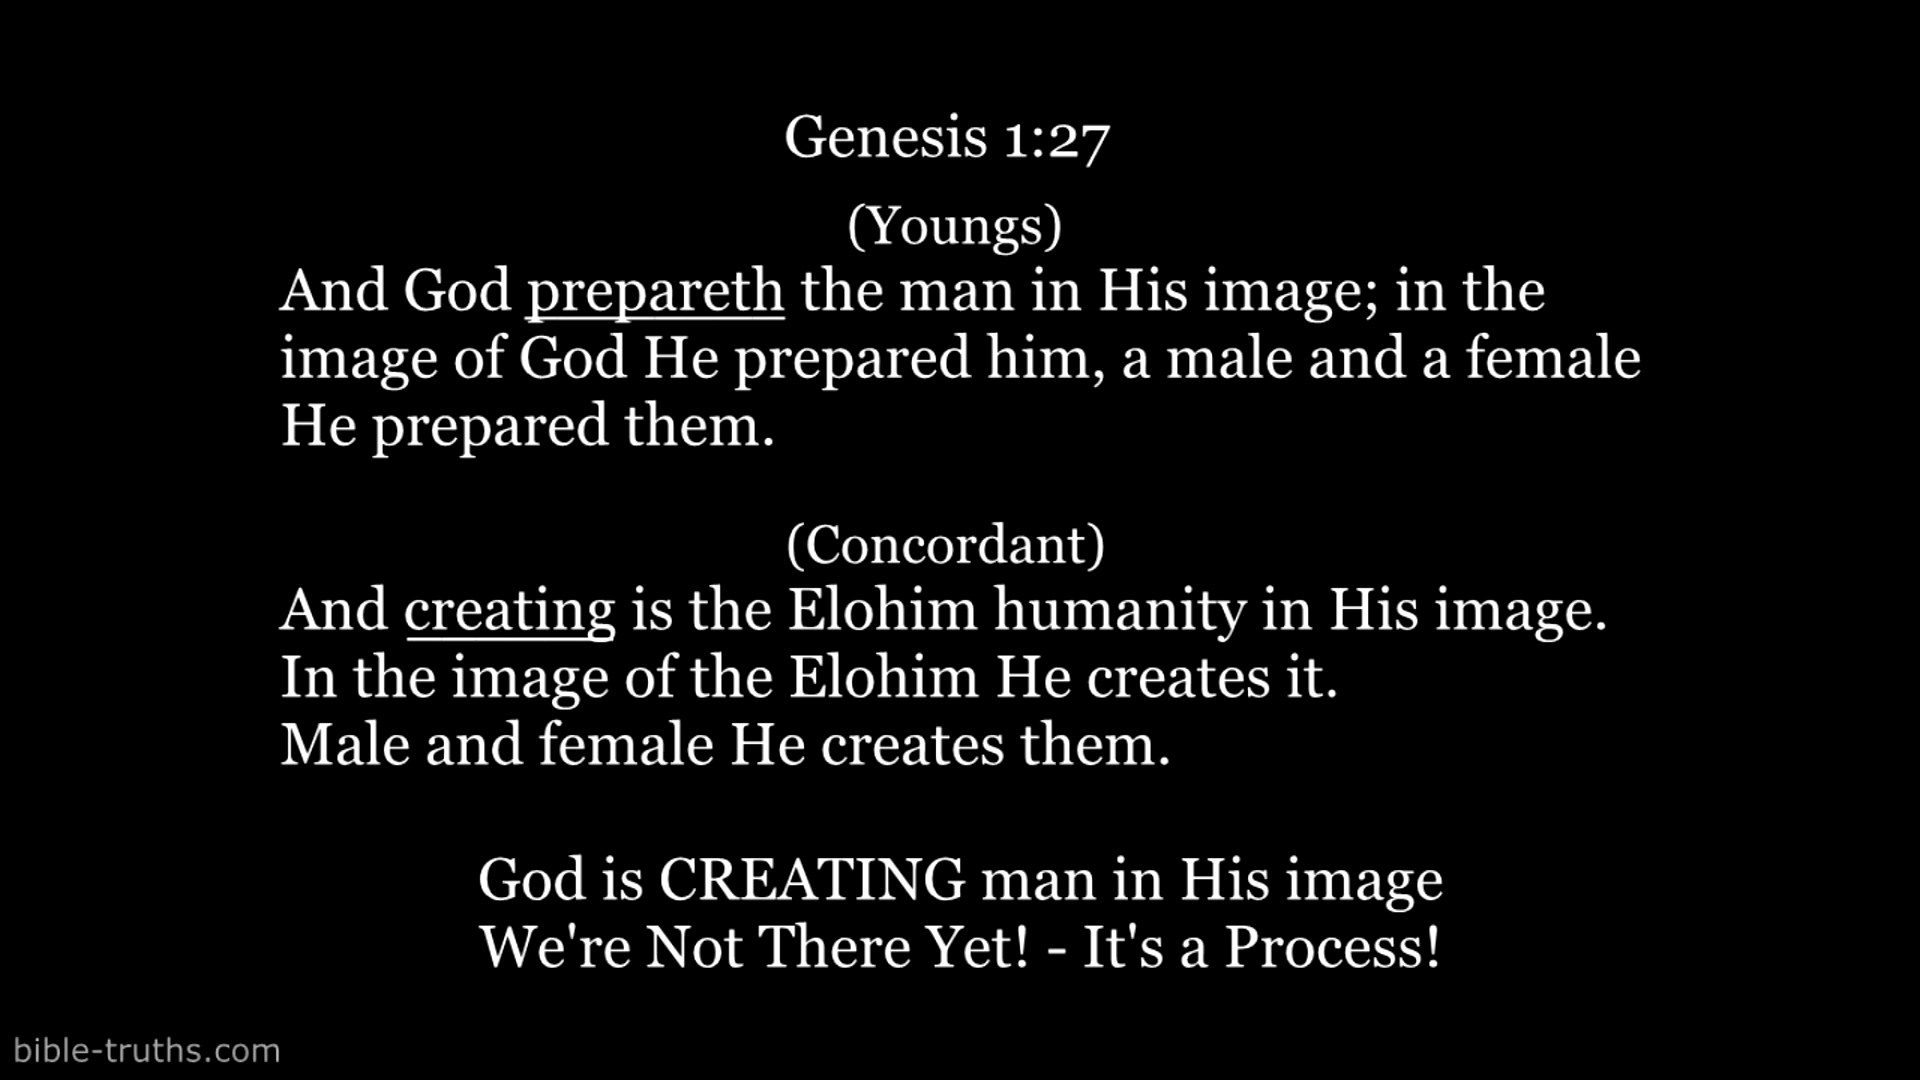 Genesis 1:27
(Youngs)
And God prepareth the man in His image; in the
image of God He prepared him, a male and a female
He prepared them.
(Concordant)
And creating is the Elohim humanity in His image.
In the image of the Elohim He creates it.
Male and female He creates them.
God is CREATING man in His image
We're Not There Yet! - It's a Process!
bible-truths.com